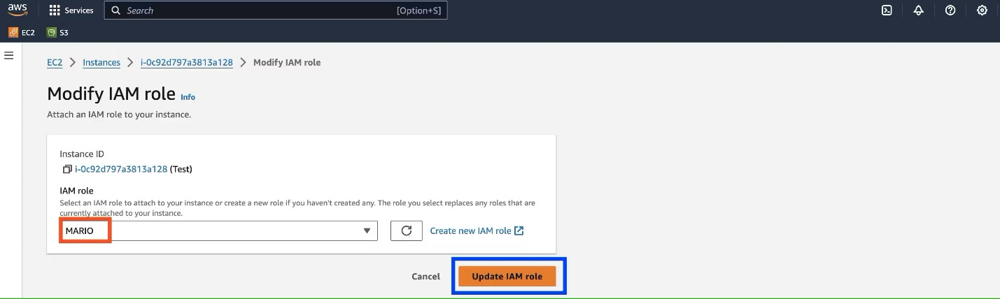 aws Services Search [Option+S]
EC2 S3
EC2 > Instances > i-0c92d797a3813a128 > Modify IAM role
Modify IAM role Info
Attach an IAM role to your instance.
Instance ID
i-0c92d797a3813a128 (Test)
IAM role
Select an IAM role to attach to your instance or create a new role if you haven't created any. The role you select replaces any roles that are
currently attached to your instance.
MARIO Create new IAM role
Cancel Update IAM role